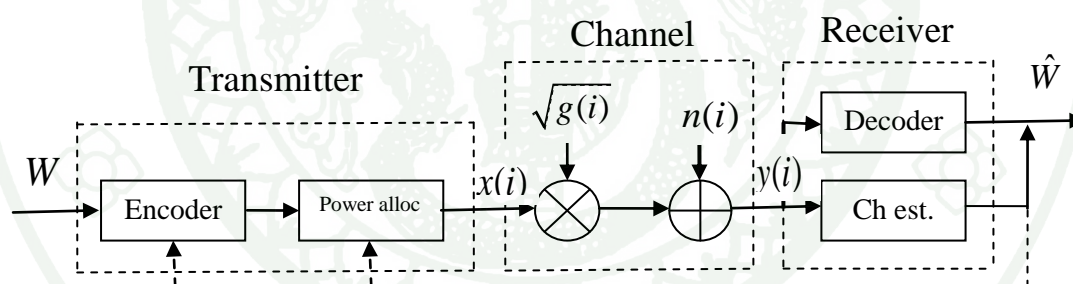 Transmitter
Channel
Receiver
W
Encoder
Power alloc
x(i)
√g(i)
n(i)
y(i)
Decoder
Ch est.
Ŵ